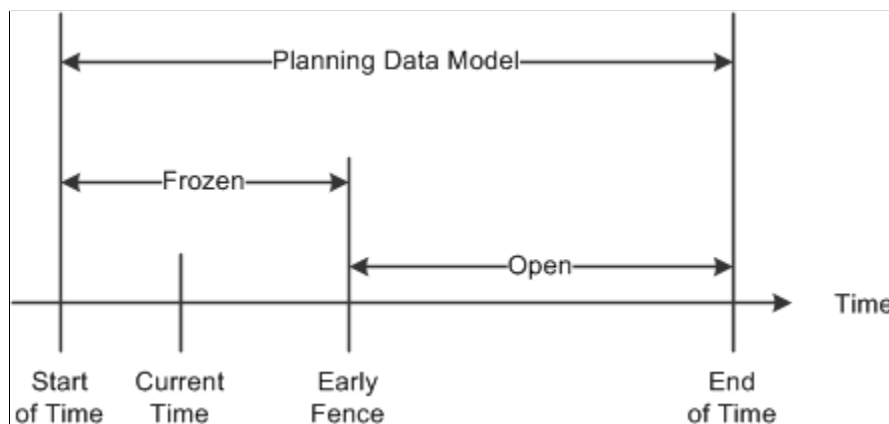 Planning Data Model
Frozen
Open
Time
Start
of Time
Current
Time
Early
Fence
End
of Time